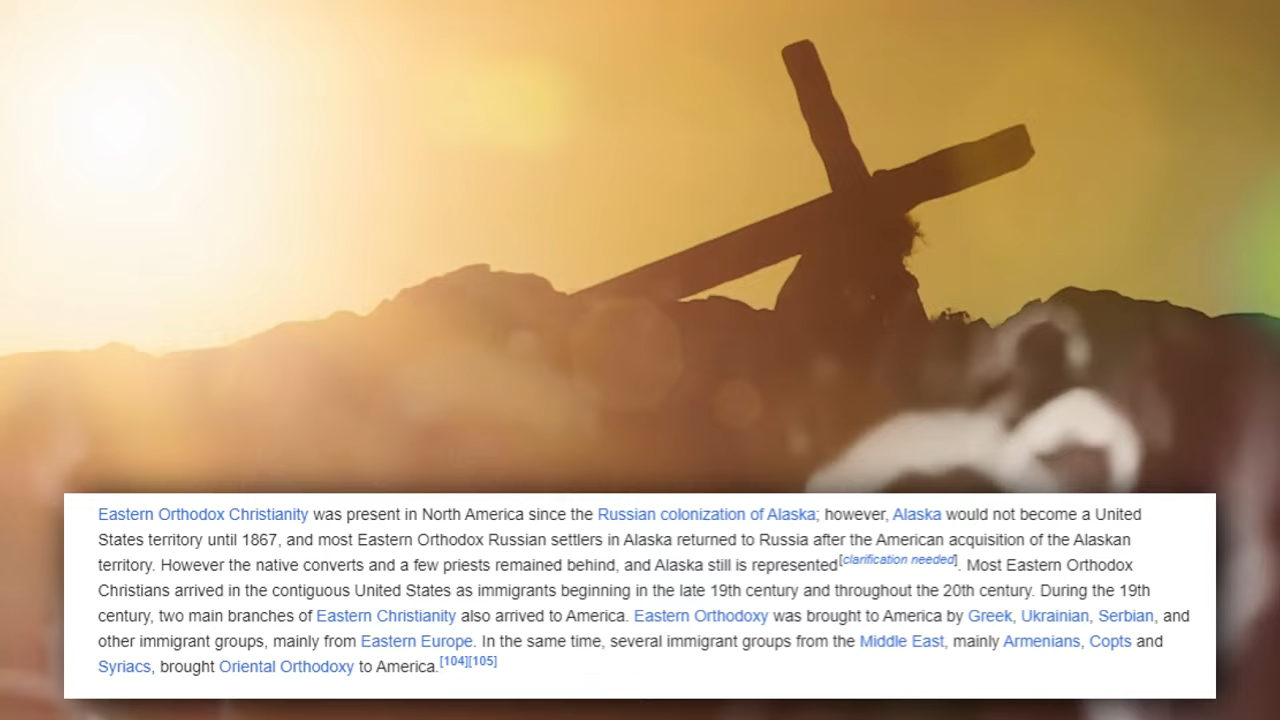 Eastern Orthodox Christianity was present in North America since the Russian colonization of Alaska; however, Alaska would not become a United
States territory until 1867, and most Eastern Orthodox Russian settlers in Alaska returned to Russia after the American acquisition of the Alaskan
territory. However the native converts and a few priests remained behind, and Alaska still is represented[clarification needed]. Most Eastern Orthodox
Christians arrived in the contiguous United States as immigrants beginning in the late 19th century and throughout the 20th century. During the 19th
century, two main branches of Eastern Christianity also arrived to America. Eastern Orthodoxy was brought to America by Greek, Ukrainian, Serbian, and
other immigrant groups, mainly from Eastern Europe. In the same time, several immigrant groups from the Middle East, mainly Armenians, Copts and
Syriacs, brought Oriental Orthodoxy to America.[104][105]